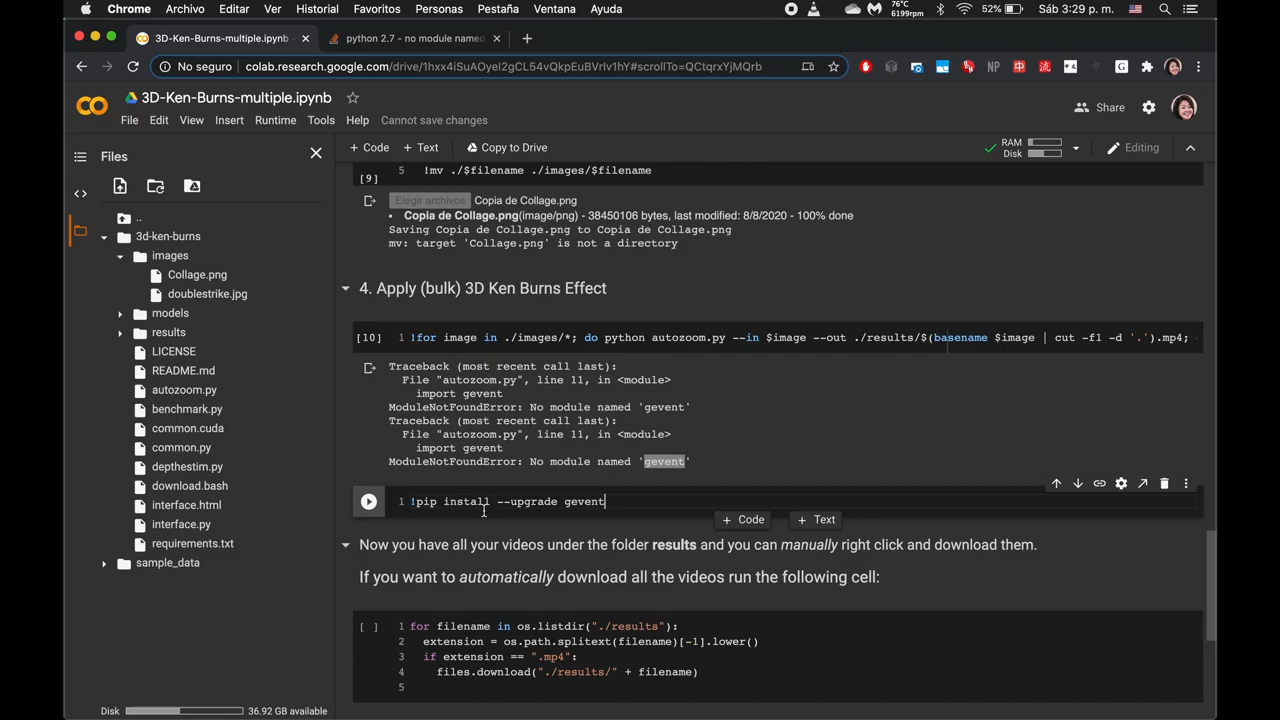 Chrome Archivo Editar Ver Historial Favoritos Personas Pestaña Ventana Ayuda 76°C 6199rpm 52% Sáb 3:29 p. m.
3D-Ken-Burns-multiple.ipynb - python 2.7 - no module named
No seguro colab.research.google.com/drive/1hxx4iSuAOyeI2gCL54vQkpEuBVrIv1hY#scrollTo=QCtqrxYjMQrb
3D-Ken-Burns-multiple.ipynb
Share
File Edit View Insert Runtime Tools Help Cannot save changes
Files
+ Code + Text Copy to Drive RAM Disk Editing
[9] 5 !mv ./$filename ./images/$filename
Elegir archivos Copia de Collage.png
• Copia de Collage.png(image/png) - 38450106 bytes, last modified: 8/8/2020 - 100% done
Saving Copia de Collage.png to Copia de Collage.png
mv: target 'Collage.png' is not a directory
4. Apply (bulk) 3D Ken Burns Effect
[10] 1 !for image in ./images/*; do python autozoom.py --in $image --out ./results/$(basename $image | cut -f1 -d '.').mp4;
Traceback (most recent call last):
File "autozoom.py", line 11, in <module>
import gevent
ModuleNotFoundError: No module named 'gevent'
Traceback (most recent call last):
File "autozoom.py", line 11, in <module>
import gevent
ModuleNotFoundError: No module named 'gevent'
1 !pip install --upgrade gevent
+ Code + Text
Now you have all your videos under the folder results and you can manually right click and download them.
If you want to automatically download all the videos run the following cell:
[ ] 1 for filename in os.listdir("./results"):
2 extension = os.path.splitext(filename)[-1].lower()
3 if extension == ".mp4":
4 files.download("./results/" + filename)
5
..
3d-ken-burns
images
Collage.png
doublestrike.jpg
models
results
LICENSE
README.md
autozoom.py
benchmark.py
common.cuda
common.py
depthestim.py
download.bash
interface.html
interface.py
requirements.txt
sample_data
Disk 36.92 GB available